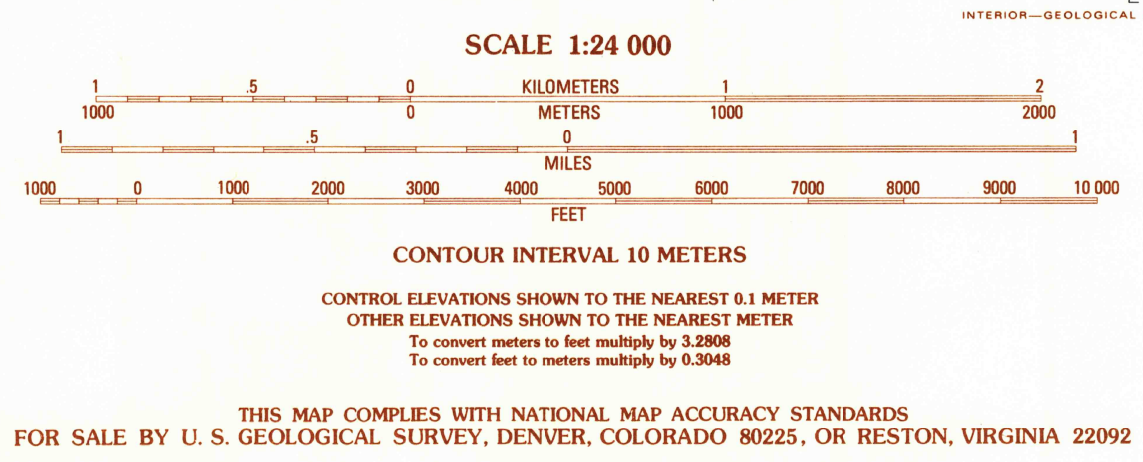 INTERIOR—GEOLOGICAL
SCALE 1:24 000
1 .5 0 KILOMETERS 1 2
1000 0 METERS 1000 2000
1 .5 0 1
MILES
1000 0 1000 2000 3000 4000 5000 6000 7000 8000 9000 10 000
FEET
CONTOUR INTERVAL 10 METERS
CONTROL ELEVATIONS SHOWN TO THE NEAREST 0.1 METER
OTHER ELEVATIONS SHOWN TO THE NEAREST METER
To convert meters to feet multiply by 3.2808
To convert feet to meters multiply by 0.3048
THIS MAP COMPLIES WITH NATIONAL MAP ACCURACY STANDARDS
FOR SALE BY U. S. GEOLOGICAL SURVEY, DENVER, COLORADO 80225, OR RESTON, VIRGINIA 22092